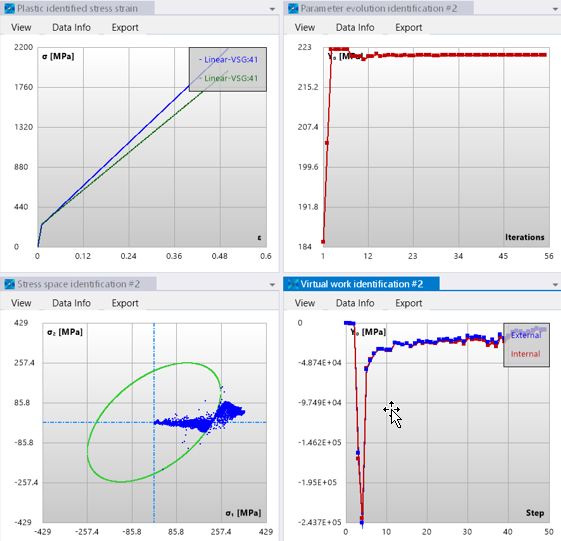 Plastic identified stress strain
View Data Info Export
σ [MPa]
2200
1760
1320
880
440
0
- Linear-VSG:41
- Linear-VSG:41
ε
0 0.12 0.24 0.36 0.48 0.6
Parameter evolution identification #2
View Data Info Export
Y₀ [MPa]
223
215.2
207.4
199.6
191.8
184
Iterations
1 12 23 34 45 56
Stress space identification #2
View Data Info Export
σ₂ [MPa]
429
257.4
85.8
-85.8
-257.4
-429
σ₁ [MPa]
-429 -257.4 85.8 257.4 429
Virtual work identification #2
View Data Info Export
Y₀ [MPa]
0
-4.874E+04
-9.749E+04
-1.462E+05
-1.95E+05
-2.437E+05
External
Internal
Step
0 10 20 30 40 50